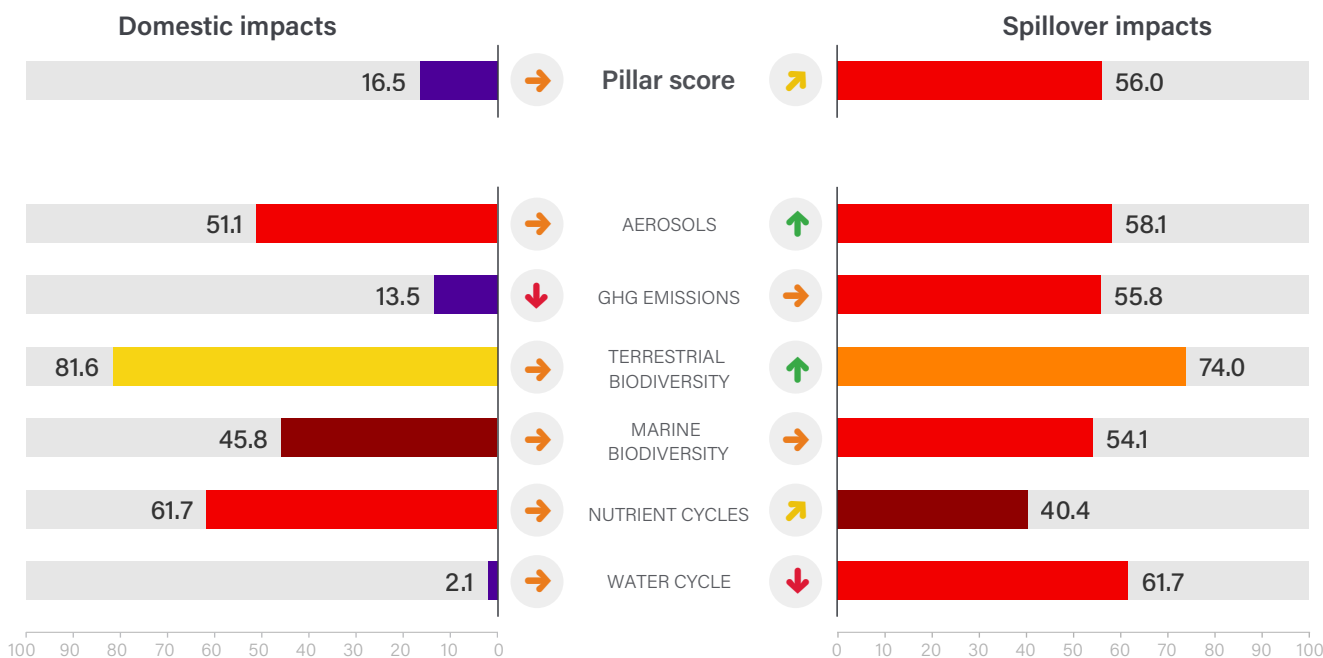 Domestic impacts
Spillover impacts
16.5
Pillar score
56.0
51.1
AEROSOLS
58.1
13.5
GHG EMISSIONS
55.8
81.6
TERRESTRIAL
BIODIVERSITY
74.0
45.8
MARINE
BIODIVERSITY
54.1
61.7
NUTRIENT CYCLES
40.4
2.1
WATER CYCLE
61.7
100 90 80 70 60 50 40 30 20 10 0
0 10 20 30 40 50 60 70 80 90 100